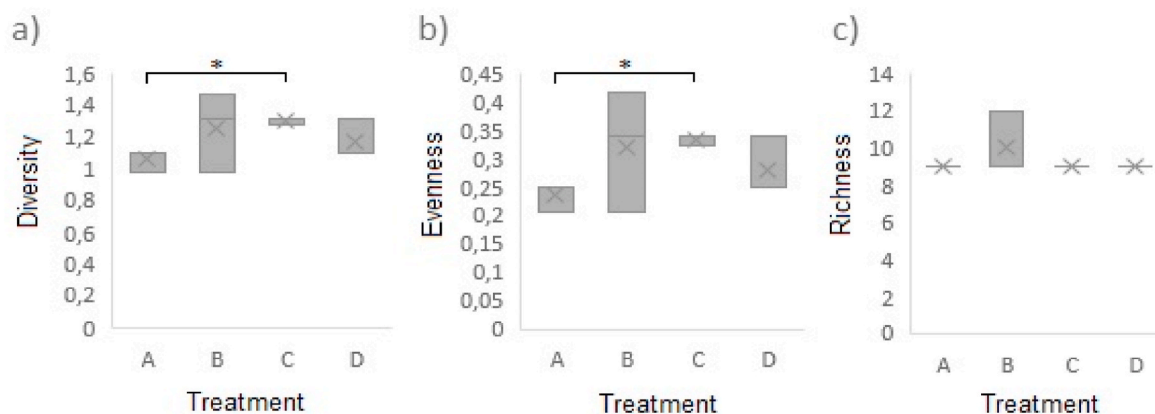 a)
*
Diversity
1,6
1,4
1,2
1
0,8
0,6
0,4
0,2
0
A B C D
Treatment
b)
*
Evenness
0,45
0,4
0,35
0,3
0,25
0,2
0,15
0,1
0,05
0
A B C D
Treatment
c)
Richness
14
12
10
8
6
4
2
0
A B C D
Treatment